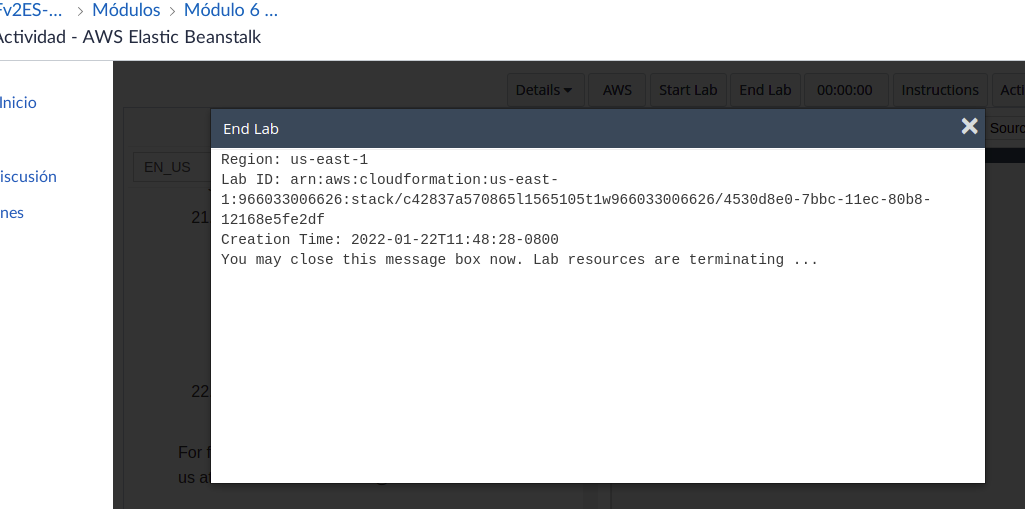 Fv2ES-... > Módulos > Módulo 6 ...
Actividad - AWS Elastic Beanstalk
Inicio
iscusión
nes
Details AWS Start Lab End Lab 00:00:00 Instructions Acti
Sourc
EN_US
End Lab
Region: us-east-1
Lab ID: arn:aws:cloudformation:us-east-
1:966033006626:stack/c42837a570865l1565105t1w966033006626/4530d8e0-7bbc-11ec-80b8-
12168e5fe2df
Creation Time: 2022-01-22T11:48:28-0800
You may close this message box now. Lab resources are terminating ...
21
22
For f
us at